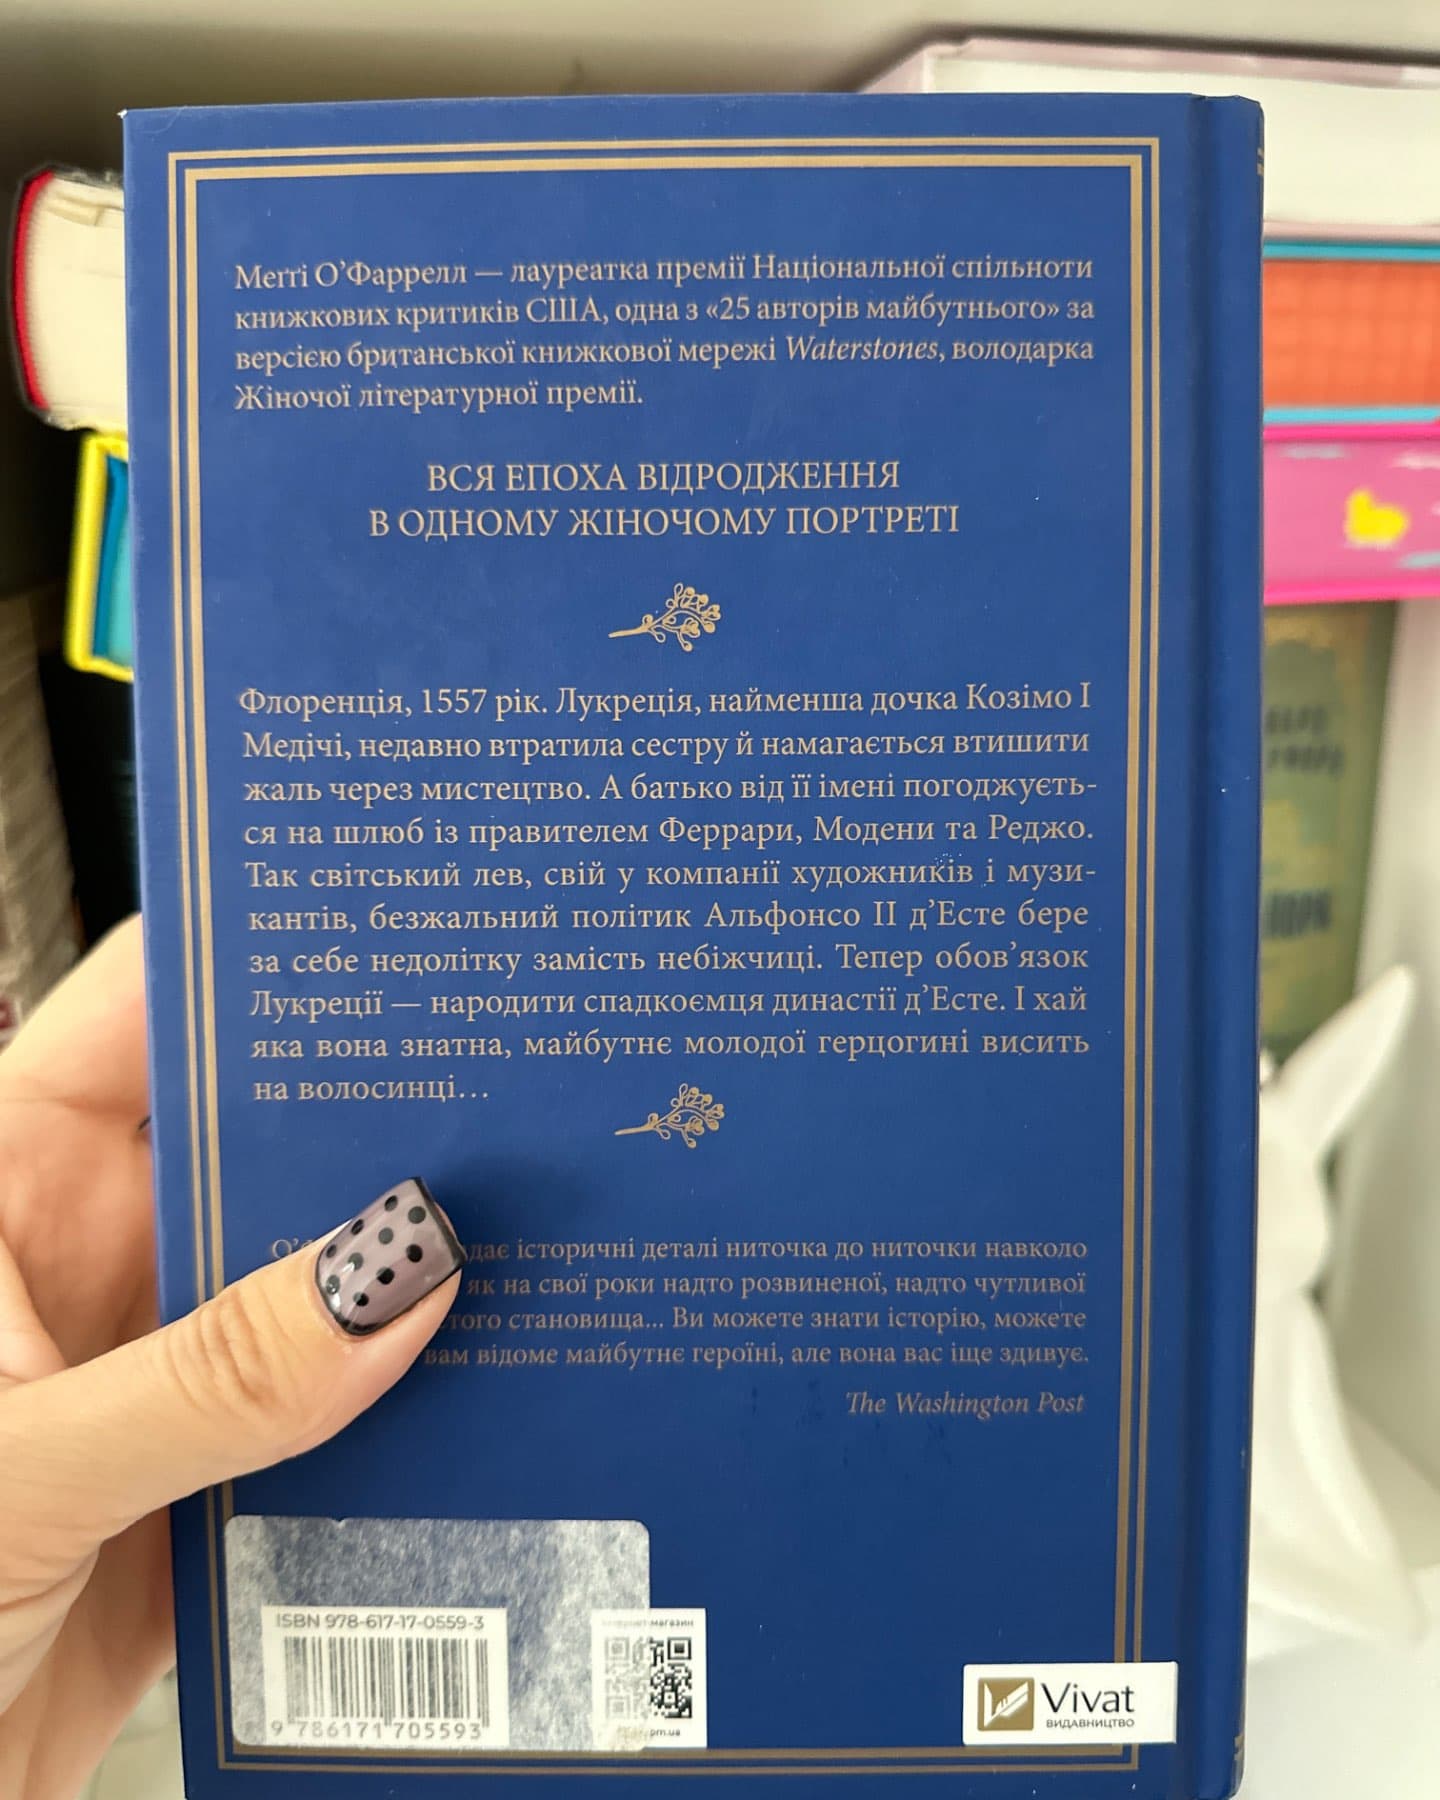 Меґґі О’Фаррелл — лауреатка премії Національної спільноти
книжкових критиків США, одна з «25 авторів майбутнього» за
версією британської книжкової мережі Waterstones, володарка
Жіночої літературної премії.
ВСЯ ЕПОХА ВІДРОДЖЕННЯ
В ОДНОМУ ЖІНОЧОМУ ПОРТРЕТІ
Флоренція, 1557 рік. Лукреція, найменша дочка Козімо І
Медічі, недавно втратила сестру й намагається втишити
жаль через мистецтво. А батько від її імені погоджуєть-
ся на шлюб із правителем Феррари, Модени та Реджо.
Так світський лев, свій у компанії художників і музи-
кантів, безжальний політик Альфонсо ІІ д’Есте бере
за себе недолітку замість небіжчиці. Тепер обов’язок
Лукреції — народити спадкоємця династії д’Есте. І хай
яка вона знатна, майбутнє молодої герцогині висить
на волосинці…
історичні деталі ниточка до ниточки навколо
як на свої роки надто розвиненої, надто чутливої
становища... Ви можете знати історію, можете
вам відоме майбутнє героїні, але вона вас іще здивує.
The Washington Post
ISBN 978-617-17-0559-3
9 786171 705593
Vivat
ВИДАВНИЦТВО